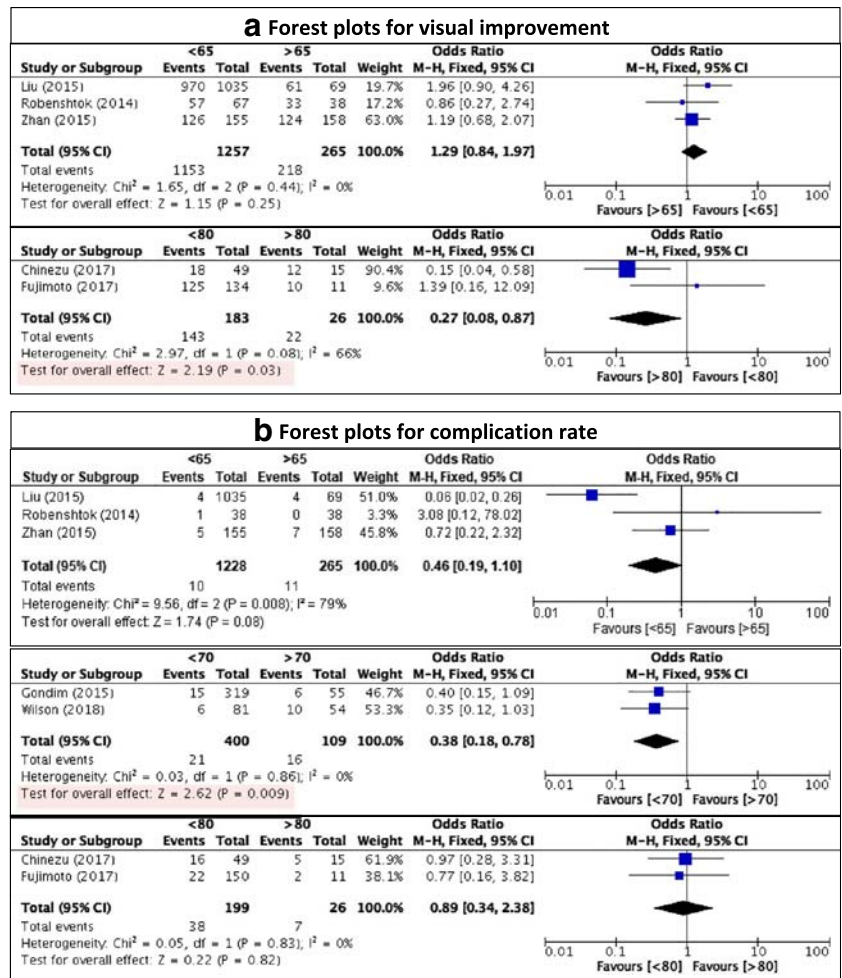 a Forest plots for visual improvement
<65 >65 Odds Ratio Odds Ratio
Study or Subgroup Events Total Events Total Weight M-H, Fixed, 95% CI M-H, Fixed, 95% CI
Liu (2015) 970 1035 61 69 19.7% 1.96 [0.90, 4.26]
Robenshtok (2014) 57 67 33 38 17.2% 0.86 [0.27, 2.74]
Zhan (2015) 126 155 124 158 63.0% 1.19 [0.68, 2.07]
Total (95% CI) 1257 265 100.0% 1.29 [0.84, 1.97]
Total events 1153 218
Heterogeneity: Chi² = 1.65, df = 2 (P = 0.44); I² = 0%
Test for overall effect: Z = 1.15 (P = 0.25)
0.01 0.1 1 10 100
Favours [>65] Favours [<65]
<80 >80 Odds Ratio Odds Ratio
Study or Subgroup Events Total Events Total Weight M-H, Fixed, 95% CI M-H, Fixed, 95% CI
Chinezu (2017) 18 49 12 15 90.4% 0.15 [0.04, 0.58]
Fujimoto (2017) 125 134 10 11 9.6% 1.39 [0.16, 12.09]
Total (95% CI) 183 26 100.0% 0.27 [0.08, 0.87]
Total events 143 22
Heterogeneity: Chi² = 2.97, df = 1 (P = 0.08); I² = 66%
Test for overall effect: Z = 2.19 (P = 0.03)
0.01 0.1 1 10 100
Favours [>80] Favours [<80]
b Forest plots for complication rate
<65 >65 Odds Ratio Odds Ratio
Study or Subgroup Events Total Events Total Weight M-H, Fixed, 95% CI M-H, Fixed, 95% CI
Liu (2015) 4 1035 4 69 51.0% 0.06 [0.02, 0.26]
Robenshtok (2014) 1 38 0 38 3.3% 3.08 [0.12, 78.02]
Zhan (2015) 5 155 7 158 45.8% 0.72 [0.22, 2.32]
Total (95% CI) 1228 265 100.0% 0.46 [0.19, 1.10]
Total events 10 11
Heterogeneity: Chi² = 9.56, df = 2 (P = 0.008); I² = 79%
Test for overall effect: Z = 1.74 (P = 0.08)
0.01 0.1 1 10 100
Favours [<65] Favours [>65]
<70 >70 Odds Ratio Odds Ratio
Study or Subgroup Events Total Events Total Weight M-H, Fixed, 95% CI M-H, Fixed, 95% CI
Gondim (2015) 15 319 6 55 46.7% 0.40 [0.15, 1.09]
Wilson (2018) 6 81 10 54 53.3% 0.35 [0.12, 1.03]
Total (95% CI) 400 109 100.0% 0.38 [0.18, 0.78]
Total events 21 16
Heterogeneity: Chi² = 0.03, df = 1 (P = 0.86); I² = 0%
Test for overall effect: Z = 2.62 (P = 0.009)
0.01 0.1 1 10 100
Favours [<70] Favours [>70]
<80 >80 Odds Ratio Odds Ratio
Study or Subgroup Events Total Events Total Weight M-H, Fixed, 95% CI M-H, Fixed, 95% CI
Chinezu (2017) 16 49 5 15 61.9% 0.97 [0.28, 3.31]
Fujimoto (2017) 22 150 2 11 38.1% 0.77 [0.16, 3.82]
Total (95% CI) 199 26 100.0% 0.89 [0.34, 2.38]
Total events 38 7
Heterogeneity: Chi² = 0.05, df = 1 (P = 0.83); I² = 0%
Test for overall effect: Z = 0.22 (P = 0.82)
0.01 0.1 1 10 100
Favours [<80] Favours [>80]